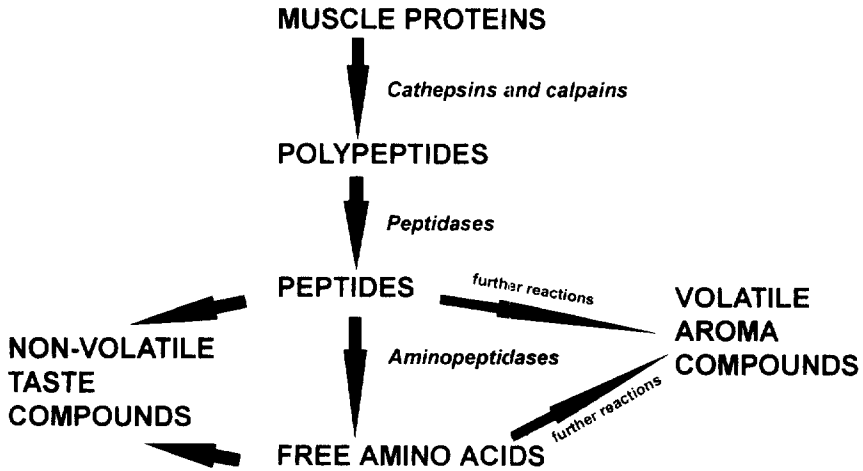 MUSCLE PROTEINS
Cathepsins and calpains
POLYPEPTIDES
Peptidases
PEPTIDES
further reactions
VOLATILE
AROMA
COMPOUNDS
NON-VOLATILE
TASTE
COMPOUNDS
Aminopeptidases
further reactions
FREE AMINO ACIDS